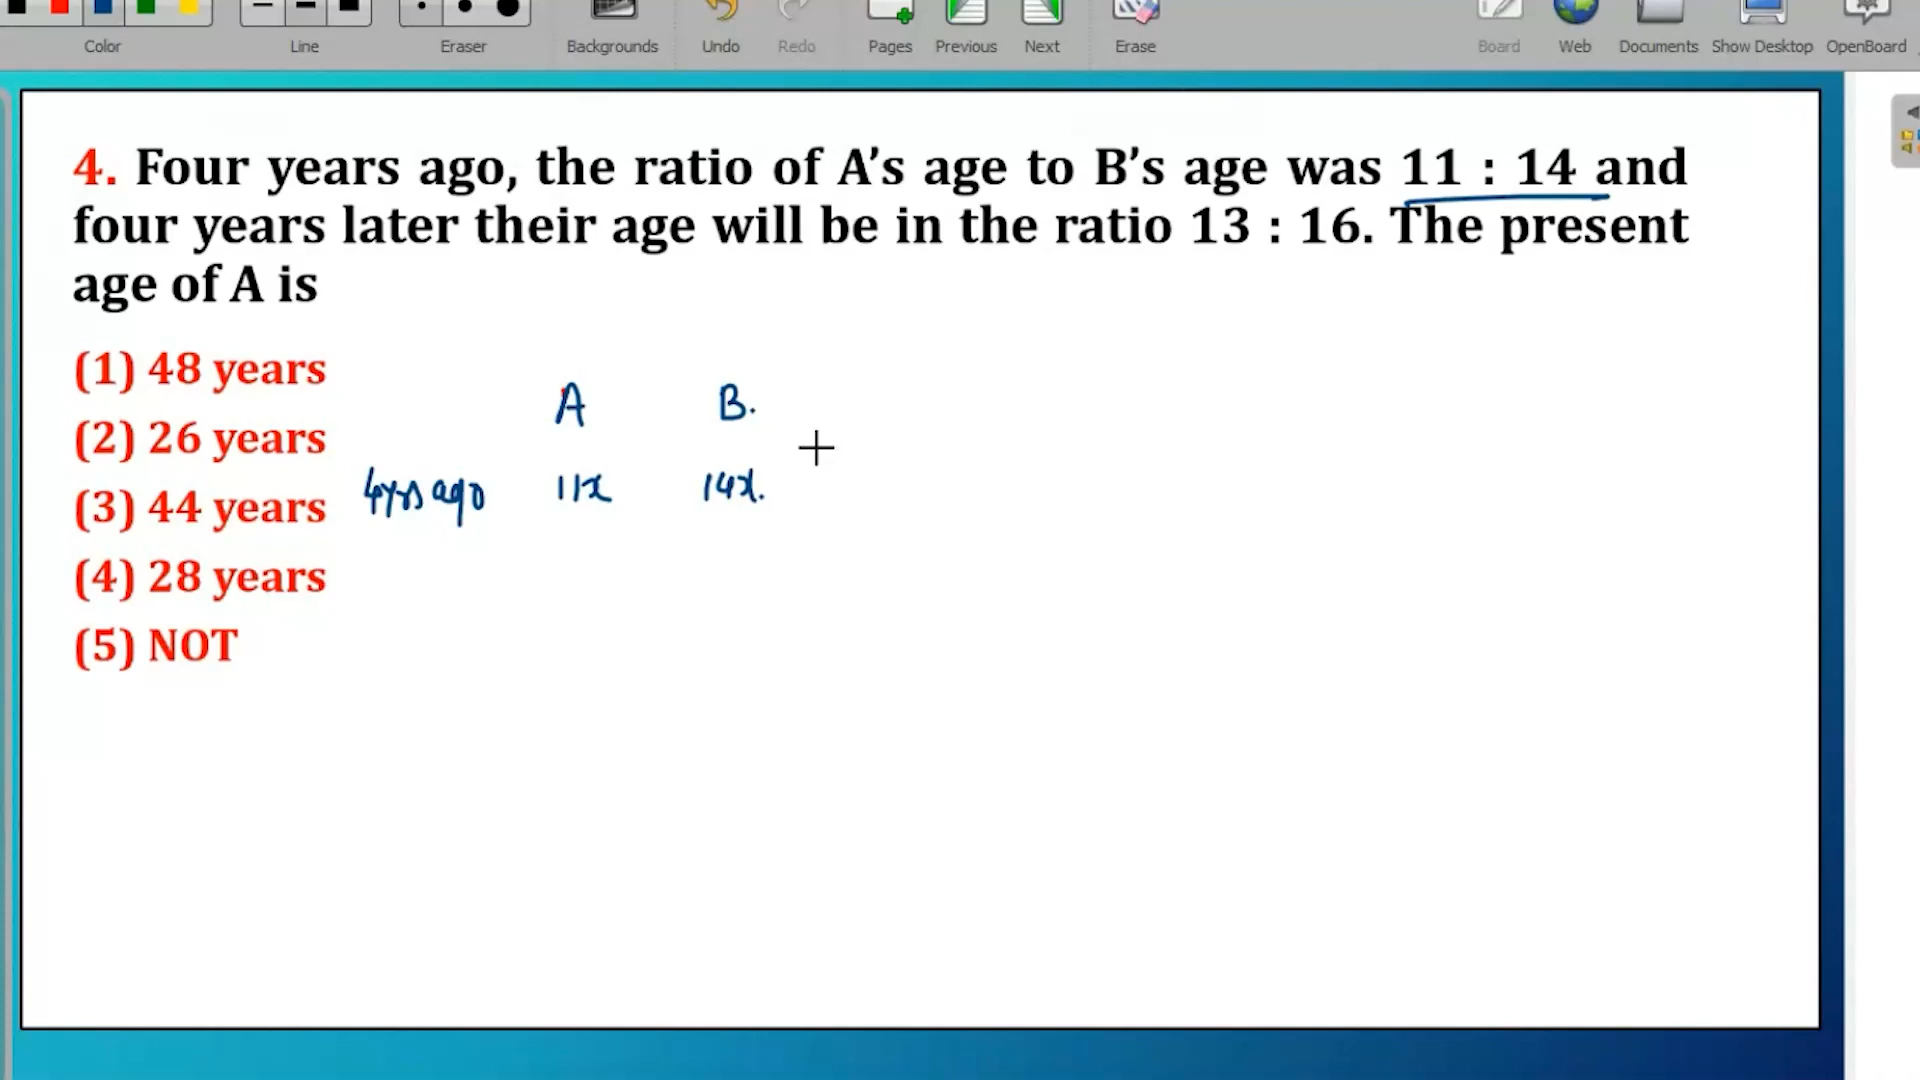 Color Line Eraser Backgrounds Undo Redo Pages Previous Next Erase Board Web Documents Show Desktop OpenBoard
4. Four years ago, the ratio of A’s age to B’s age was 11 : 14 and
four years later their age will be in the ratio 13 : 16. The present
age of A is
(1) 48 years
(2) 26 years
(3) 44 years
(4) 28 years
(5) NOT
A B.
4yrs ago 11x 14x.